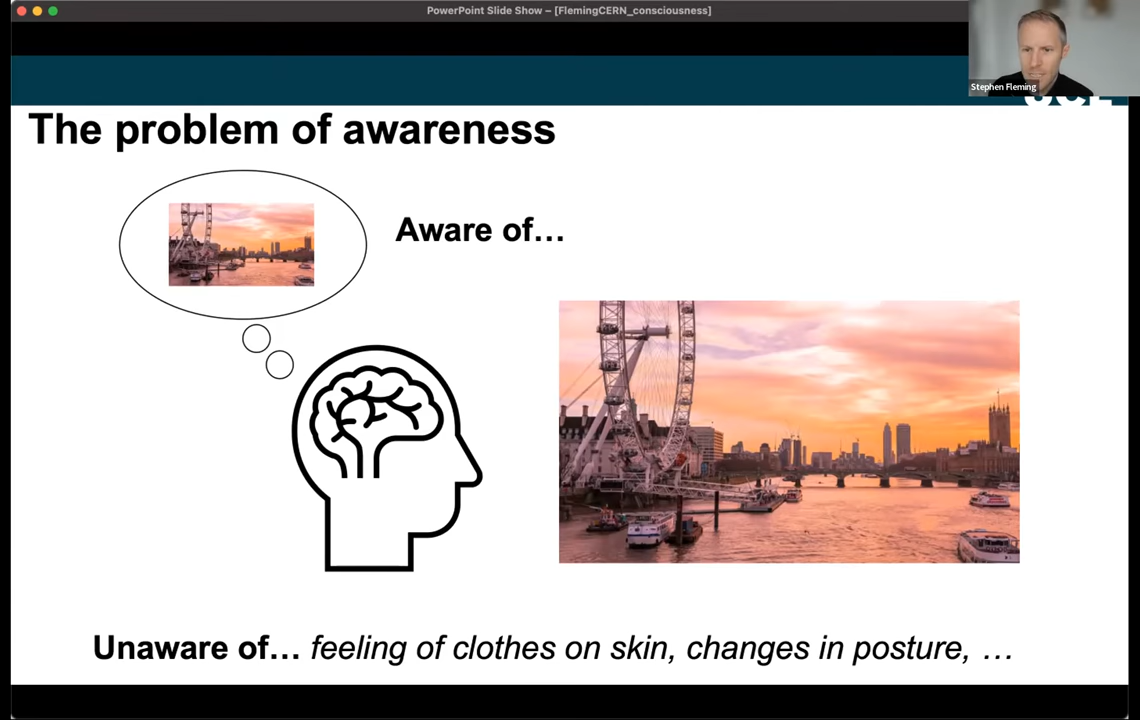 PowerPoint Slide Show – [FlemingCERN_consciousness]
Stephen Fleming
The problem of awareness
Aware of…
Unaware of… feeling of clothes on skin, changes in posture, …